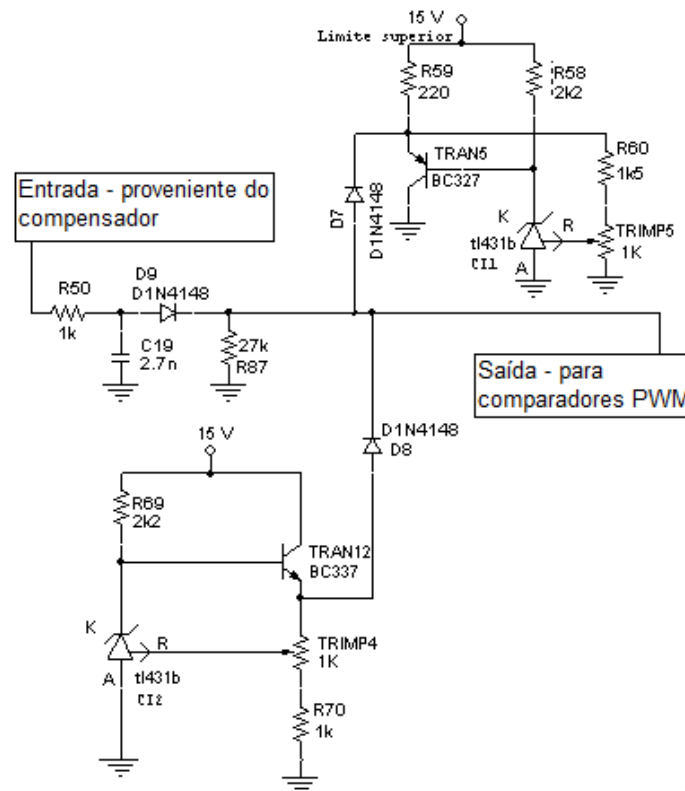 15 V
Limite superior
R59
220
R58
2k2
TRAN5
BC327
R60
1k5
D7
D1N4148
K
R
TRIMP5
1K
tl431b
CI1
A
Entrada - proveniente do
compensador
R50
1k
D9
D1N4148
C19
2.7n
27k
R87
Saída - para
comparadores PWM
D1N4148
D8
15 V
R69
2k2
TRAN12
BC337
K
R
TRIMP4
1K
A
tl431b
CI2
R70
1k